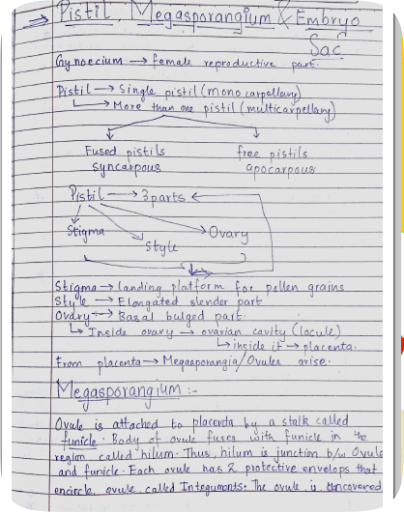 ⇒ Pistil, Megasporangium & Embryo
Sac
Gynoecium → female reproductive part.
Pistil → Single pistil (mono carpellary)
↳ More than one pistil (multicarpellary)
Fused pistils free pistils
syncarpous apocarpous
Pistil → 3 parts ←
Stigma Style Ovary
Stigma → landing platform for pollen grains
Style → Elongated slender part
Ovary → Basal bulged part.
↳ Inside ovary → ovarian cavity (locule)
↳ inside it → placenta.
From placenta → Megasporangia/Ovules arise.
Megasporangium :-
Ovule is attached to placenta by a stalk called
funicle. Body of ovule fuses with funicle in the
region called hilum. Thus, hilum is junction b/w Ovule
and funicle. Each ovule has 2 protective envelops that
encircle ovule called Integuments. The ovule is Uncovered